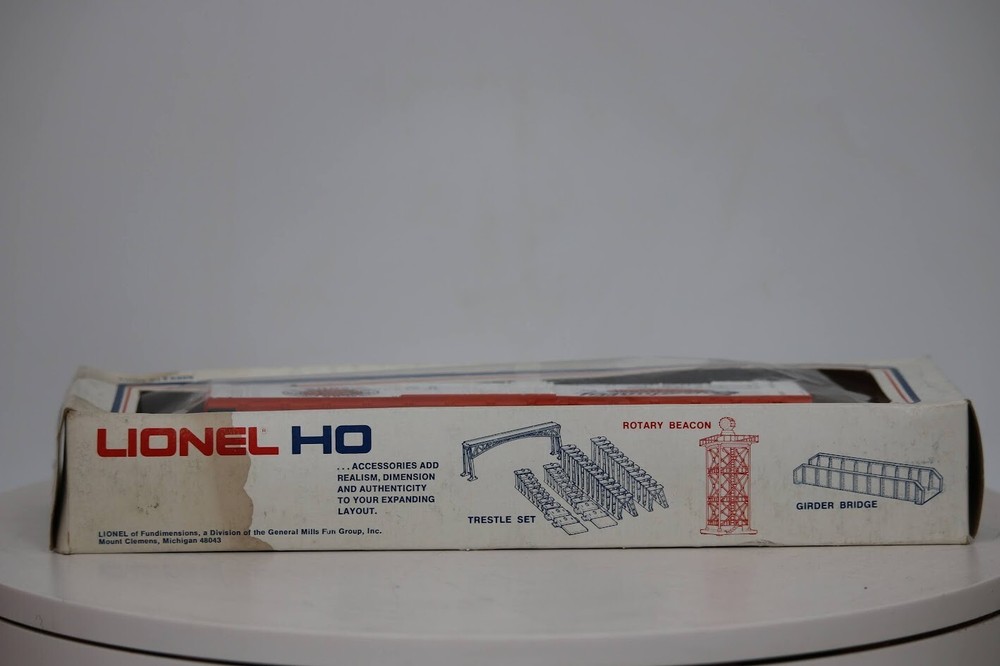 LIONEL HO
...ACCESSORIES ADD
REALISM, DIMENSION
AND AUTHENTICITY
TO YOUR EXPANDING
LAYOUT.
LIONEL of Fundimensions, a Division of the General Mills Fun Group, Inc.
Mount Clemens, Michigan 48043
TRESTLE SET
ROTARY BEACON
GIRDER BRIDGE